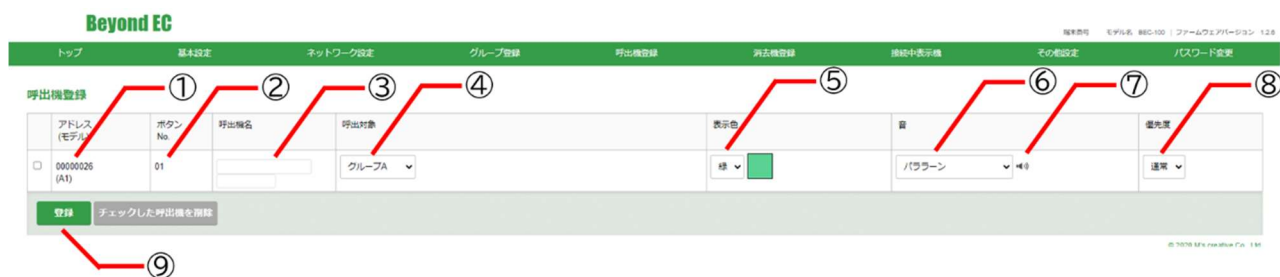 Beyond EC
端末番号 モデル名 BBC-100 | ファームウェアバージョン 1.2.6
トップ 基本設定 ネットワーク設定 グループ登録 呼出機登録 消去機登録 接続中表示機 その他設定 パスワード変更
① ② ③ ④ ⑤ ⑥ ⑦ ⑧
呼出機登録
アドレス ボタン 呼出機名 呼出対象 表示色 音 優先度
(モデル) No.
00000026 01 グループA 緑 パララーン 通常
(A1)
登録 チェックした呼出機を削除
© 2020 M's creative Co., Ltd.
⑨